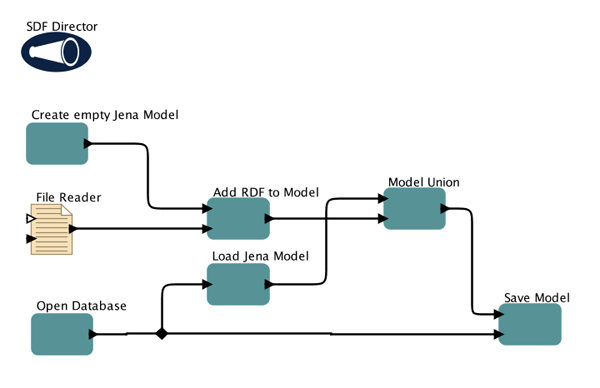 SDF Director
Create empty Jena Model
File Reader
Add RDF to Model
Model Union
Load Jena Model
Open Database
Save Model